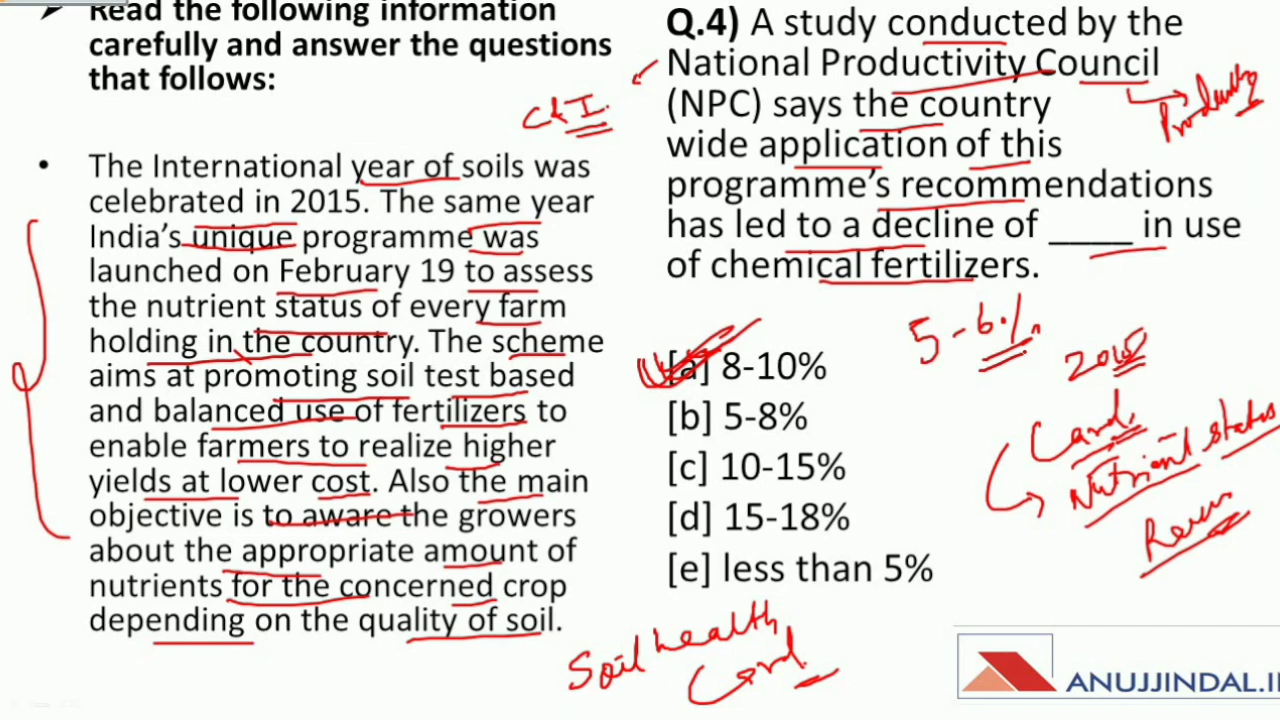 Read the following information
carefully and answer the questions
that follows:
• The International year of soils was
celebrated in 2015. The same year
India's unique programme was
launched on February 19 to assess
the nutrient status of every farm
holding in the country. The scheme
aims at promoting soil test based
and balanced use of fertilizers to
enable farmers to realize higher
yields at lower cost. Also the main
objective is to aware the growers
about the appropriate amount of
nutrients for the concerned crop
depending on the quality of soil.
C & I.
Q.4) A study conducted by the
National Productivity Council
(NPC) says the country
wide application of this
programme's recommendations
has led to a decline of ____ in use
of chemical fertilizers.
[a] 8-10%
[b] 5-8%
[c] 10-15%
[d] 15-18%
[e] less than 5%
5-6%
Card
Nutrient status
Soil health
Card
ANUJJINDAL.I